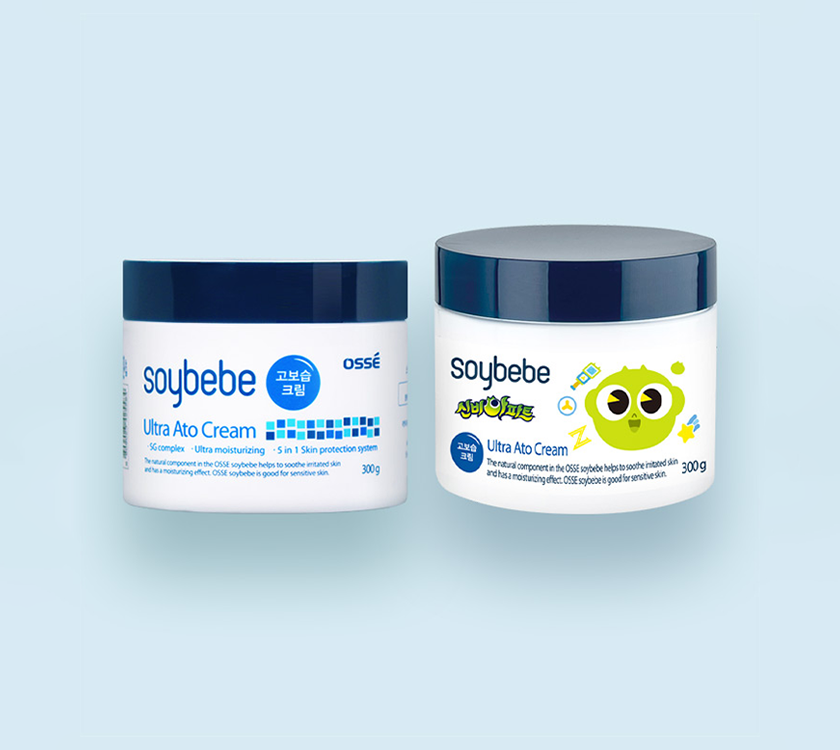 soybebe
고보습
크림
OSSÉ
Ultra Ato Cream
· SG complex · Ultra moisturizing · 5 in 1 Skin protection system
The natural component in the OSSE soybebe helps to soothe irritated skin
and has a moisturizing effect. OSSE soybebe is good for sensitive skin.
300 g
soybebe
신비아파트
고보습
크림
Ultra Ato Cream
The natural component in the OSSE soybebe helps to soothe irritated skin
and has a moisturizing effect. OSSE soybebe is good for sensitive skin.
300 g